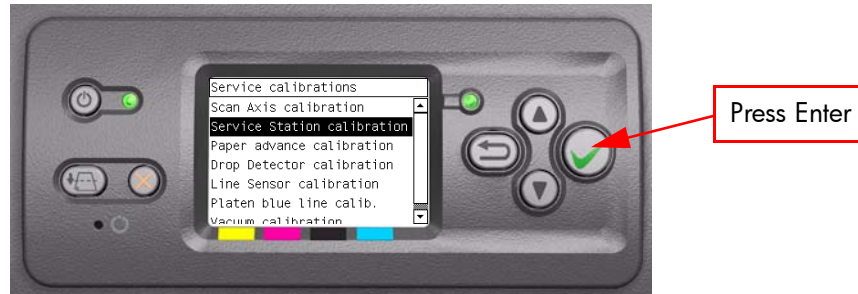 Service calibrations
Scan Axis calibration
Service Station calibration
Paper advance calibration
Drop Detector calibration
Line Sensor calibration
Platen blue line calib.
Vacuum calibration
Press Enter